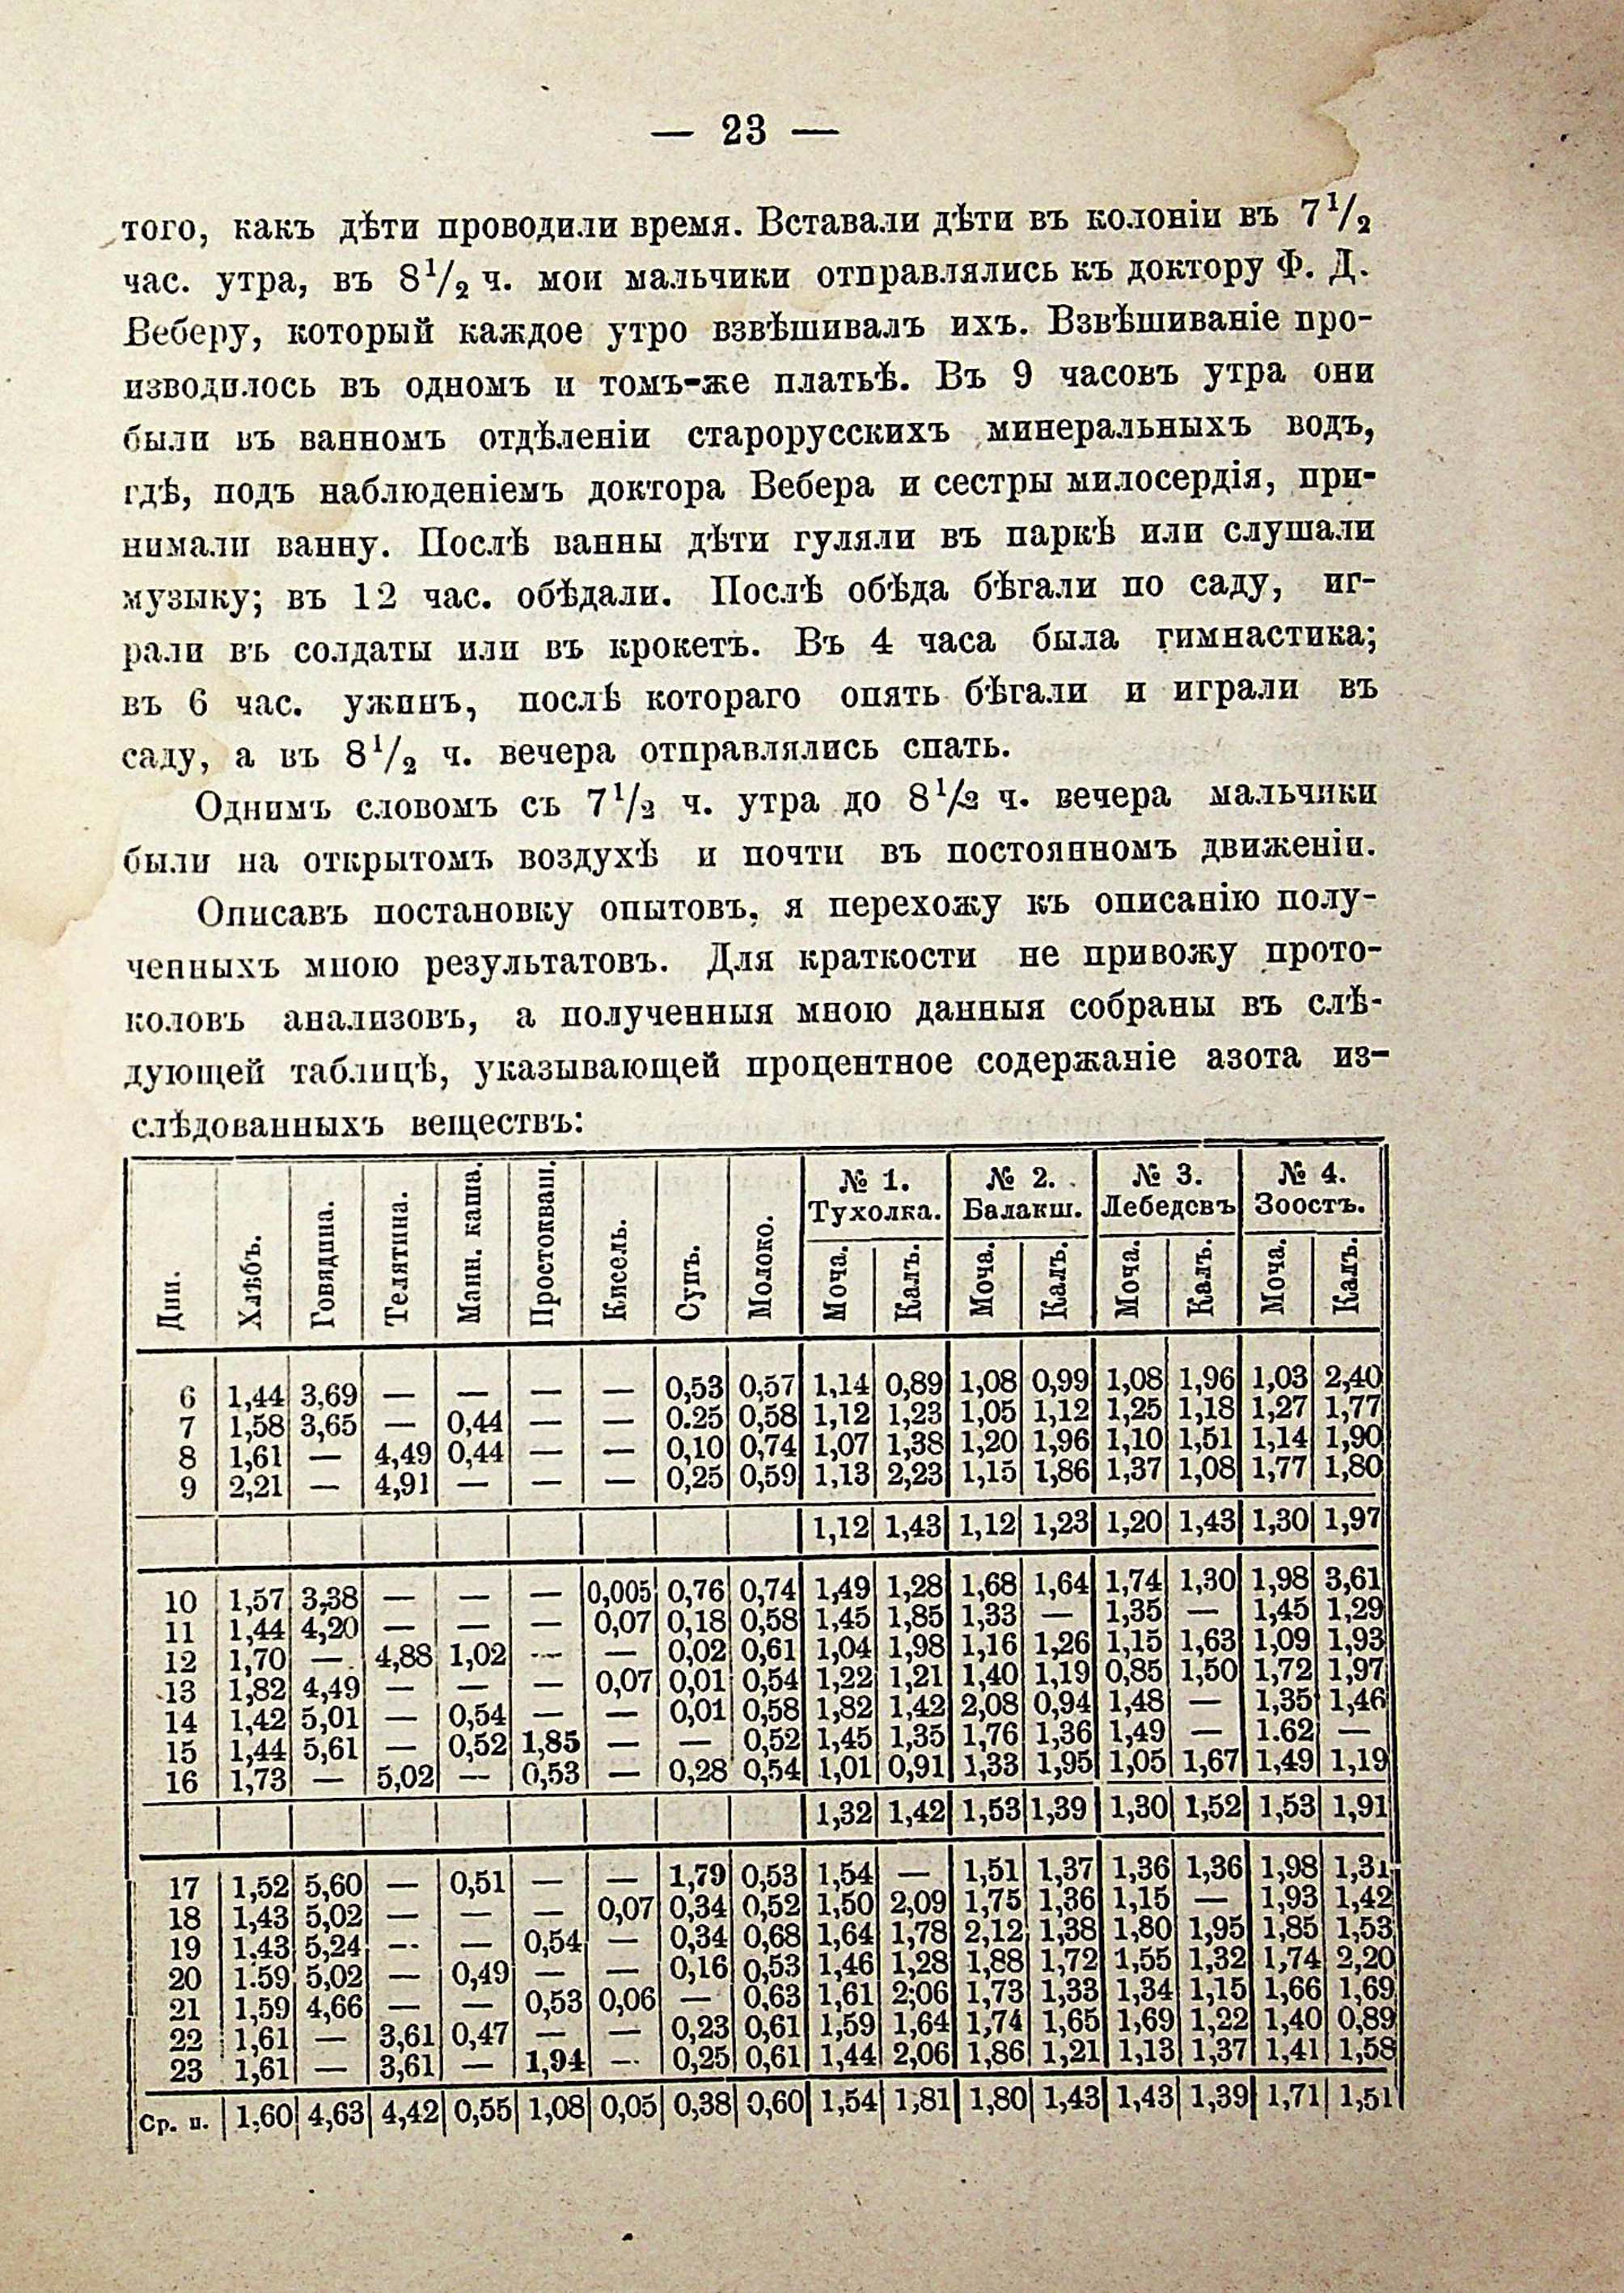 — 23 —
того, какъ дѣти проводили время. Вставали дѣти въ колоніи въ 7 1/2
час. утра, въ 8 1/2 ч. мои мальчики отправлялись къ доктору Ф. Д.
Веберу, который каждое утро взвѣшивалъ ихъ. Взвѣшиваніе про-
изводилось въ одномъ и томъ-же платьѣ. Въ 9 часовъ утра они
были въ ванномъ отдѣленіи старорусскихъ минеральныхъ водъ,
гдѣ, подъ наблюденіемъ доктора Вебера и сестры милосердія, при-
нимали ванну. Послѣ ванны дѣти гуляли въ паркѣ или слушали
музыку; въ 12 час. обѣдали. Послѣ обѣда бѣгали по саду, иг-
рали въ солдаты или въ крокетъ. Въ 4 часа была гимнастика;
въ 6 час. ужинъ, послѣ котораго опять бѣгали и играли въ
саду, а въ 8 1/2 ч. вечера отправлялись спать.
Однимъ словомъ съ 7 1/2 ч. утра до 8 1/2 ч. вечера мальчики
были на открытомъ воздухѣ и почти въ постоянномъ движеніи.
Описавъ постановку опытовъ, я перехожу къ описанію полу-
ченныхъ мною результатовъ. Для краткости не привожу прото-
коловъ анализовъ, а полученныя мною данныя собраны въ слѣ-
дующей таблицѣ, указывающей процентное содержаніе азота из-
слѣдованныхъ веществъ:
№ 1. № 2. № 3. № 4.
Тухолка. Балакш. Лебедевъ Зоостъ.
Дни. Хлѣбъ. Говядина. Телятина. Манн. каша. Простокваш. Кисель. Супъ. Молоко. Моча. Калъ. Моча. Калъ. Моча. Калъ. Моча. Калъ.
6 1,44 3,69 — — — — 0,53 0,57 1,14 0,89 1,08 0,99 1,08 1,96 1,03 2,40
7 1,58 3,65 — 0,44 — — 0.25 0,58 1,12 1,23 1,05 1,12 1,25 1,18 1,27 1,77
8 1,61 — 4,49 0,44 — — 0,10 0,74 1,07 1,38 1,20 1,96 1,10 1,51 1,14 1,90
9 2,21 — 4,91 — — — 0,25 0,59 1,13 2,23 1,15 1,86 1,37 1,08 1,77 1,80
1,12 1,43 1,12 1,23 1,20 1,43 1,30 1,97
10 1,57 3,38 — — — 0,005 0,76 0,74 1,49 1,28 1,68 1,64 1,74 1,30 1,98 3,61
11 1,44 4,20 — — — 0,07 0,18 0,58 1,45 1,85 1,33 — 1,35 — 1,45 1,29
12 1,70 — 4,88 1,02 — — 0,02 0,61 1,04 1,98 1,16 1,26 1,15 1,63 1,09 1,93
13 1,82 4,49 — — — 0,07 0,01 0,54 1,22 1,21 1,40 1,19 0,85 1,50 1,72 1,97
14 1,42 5,01 — 0,54 — — 0,01 0,58 1,82 1,42 2,08 0,94 1,48 — 1,35 1,46
15 1,44 5,61 — 0,52 1,85 — — 0,52 1,45 1,35 1,76 1,36 1,49 — 1.62 —
16 1,73 — 5,02 — 0,53 — 0,28 0,54 1,01 0,91 1,33 1,95 1,05 1,67 1,49 1,19
1,32 1,42 1,53 1,39 1,30 1,52 1,53 1,91
17 1,52 5,60 — 0,51 — — 1,79 0,53 1,54 — 1,51 1,37 1,36 1,36 1,98 1,31
18 1,43 5,02 — — — 0,07 0,34 0,52 1,50 2,09 1,75 1,36 1,15 — 1,93 1,42
19 1.43 5,24 — — 0,54 — 0,34 0,68 1,64 1,78 2,12 1,38 1,80 1,95 1,85 1,53
20 1.59 5,02 — 0,49 — — 0,16 0,53 1,46 1,28 1,88 1,72 1,55 1,32 1,74 2,20
21 1,59 4,66 — — 0,53 0,06 — 0,63 1,61 2;06 1,73 1,33 1,34 1,15 1,66 1,69
22 1,61 — 3,61 0,47 — — 0,23 0,61 1,59 1,64 1,74 1,65 1,69 1,22 1,40 0,89
23 1,61 — 3,61 — 1,94 — 0,25 0,61 1,44 2,06 1,86 1,21 1,13 1,37 1,41 1,58
Ср. п. 1,60 4,63 4,42 0,55 1,08 0,05 0,38 0,60 1,54 1,81 1,80 1,43 1,43 1,39 1,71 1,51